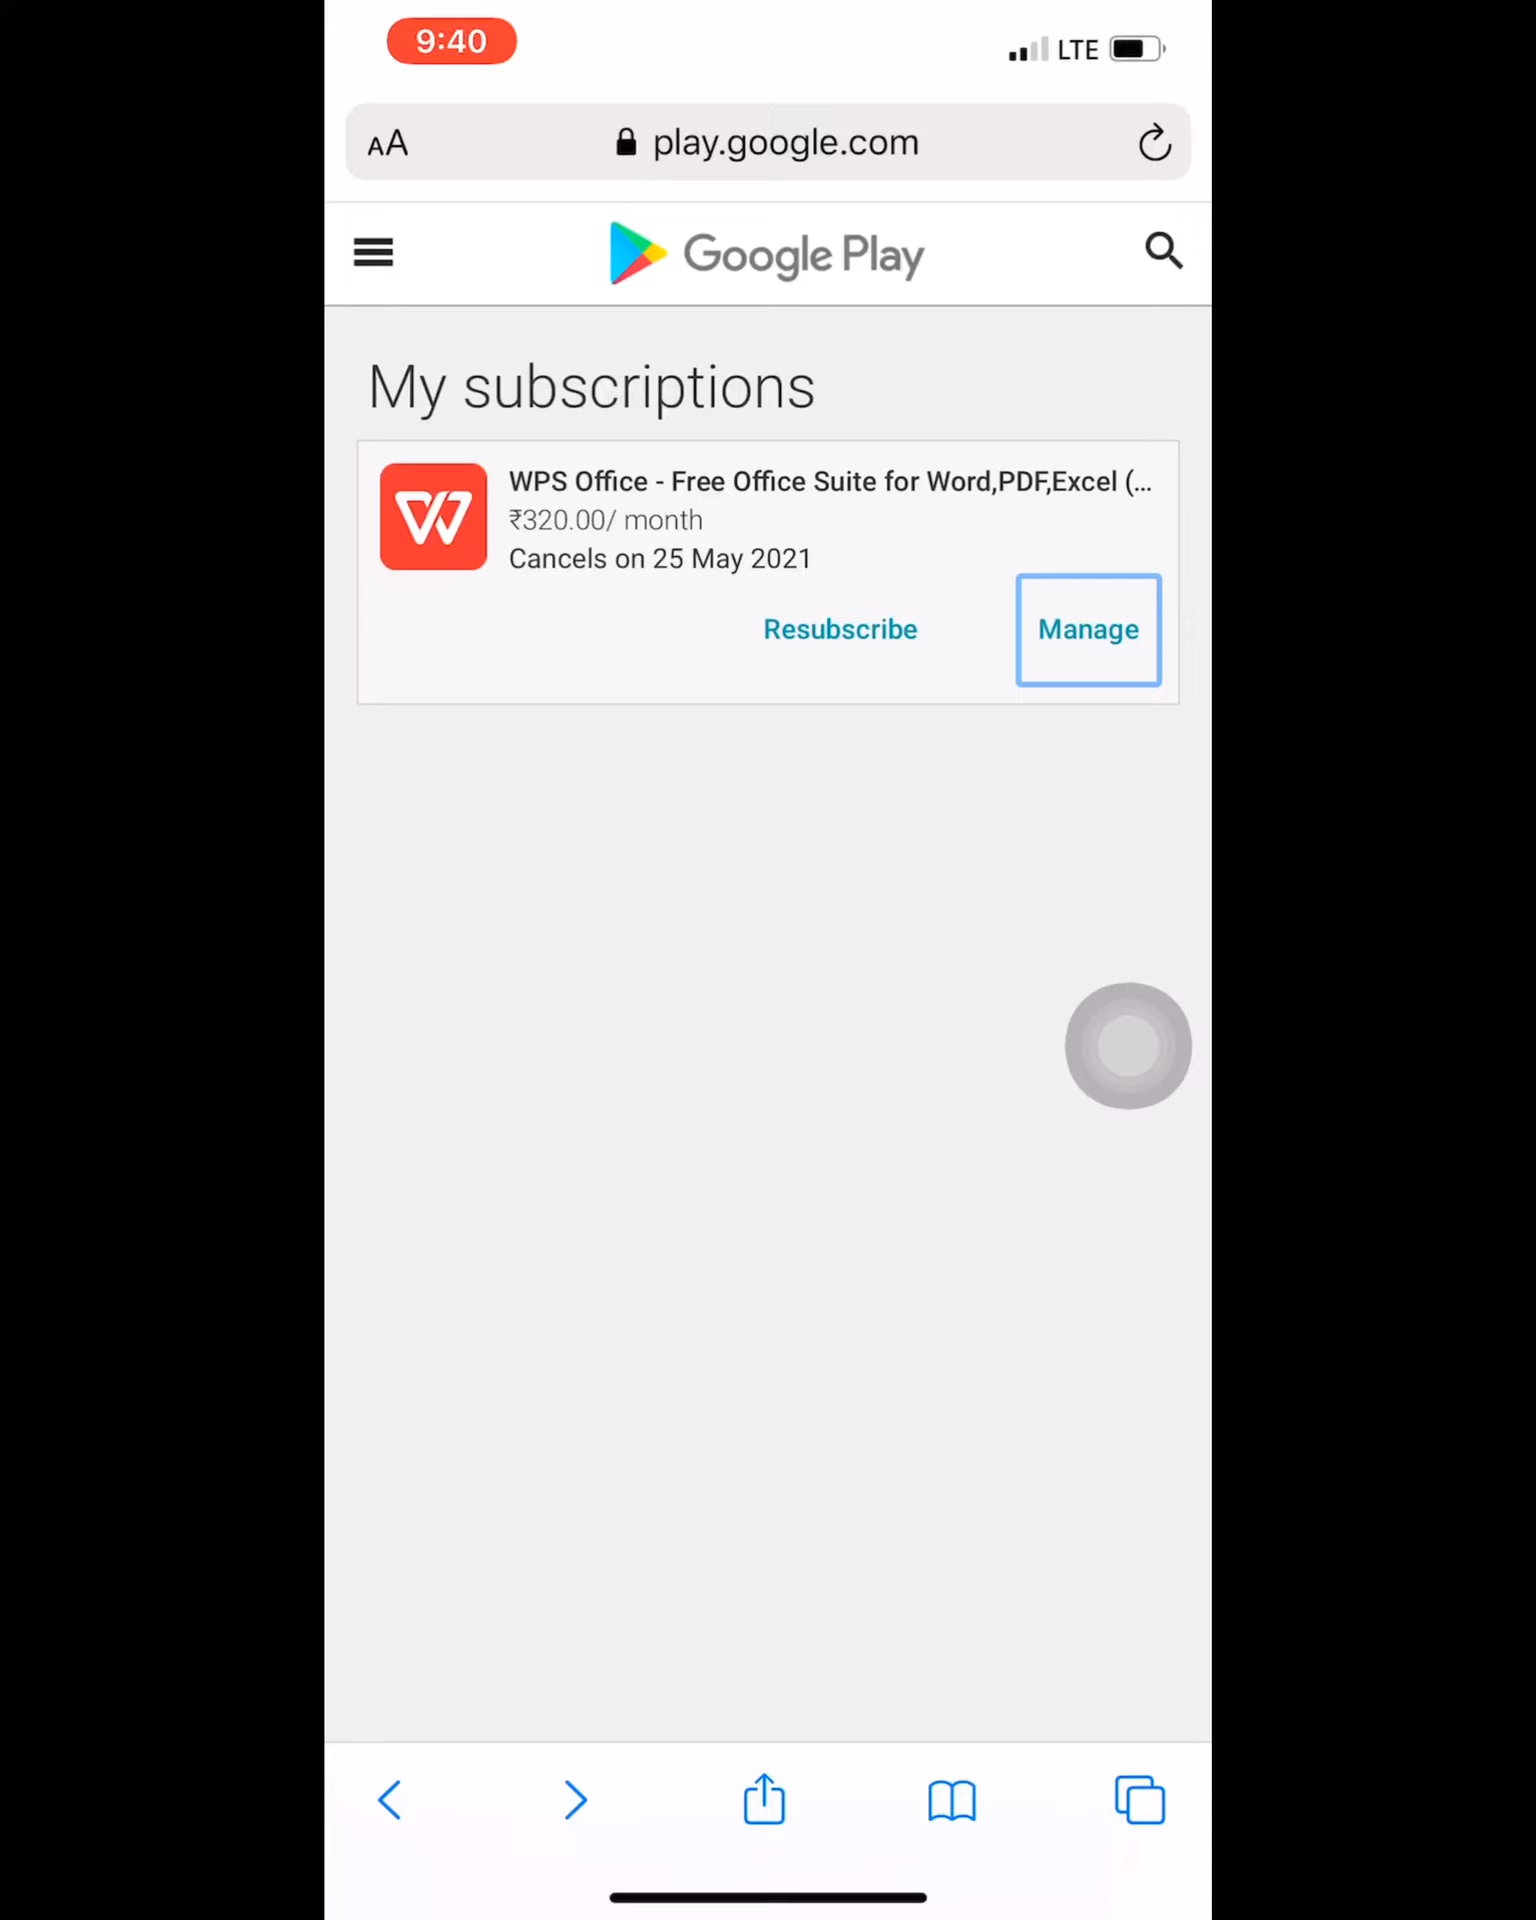 9:40
LTE
AA
play.google.com
Google Play
My subscriptions
WPS Office - Free Office Suite for Word,PDF,Excel (...
₹320.00/ month
Cancels on 25 May 2021
Resubscribe
Manage